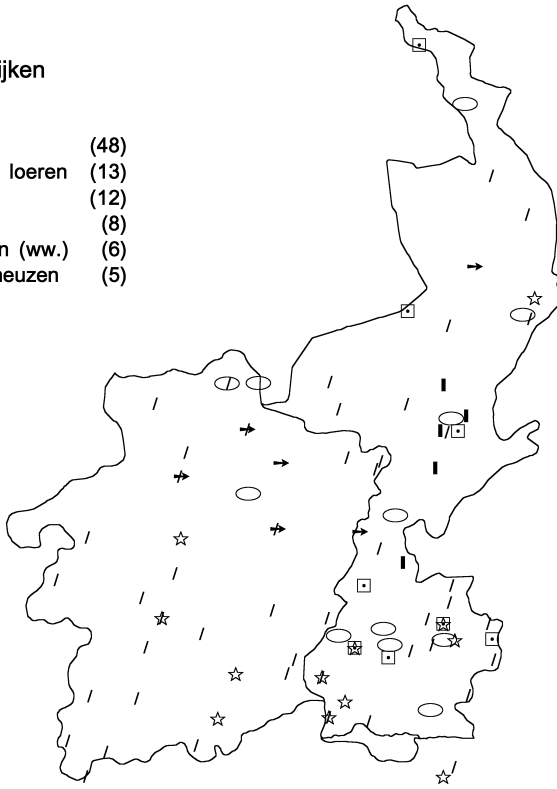 ijken
(48)
loeren (13)
(12)
(8)
n (ww.) (6)
neuzen (5)